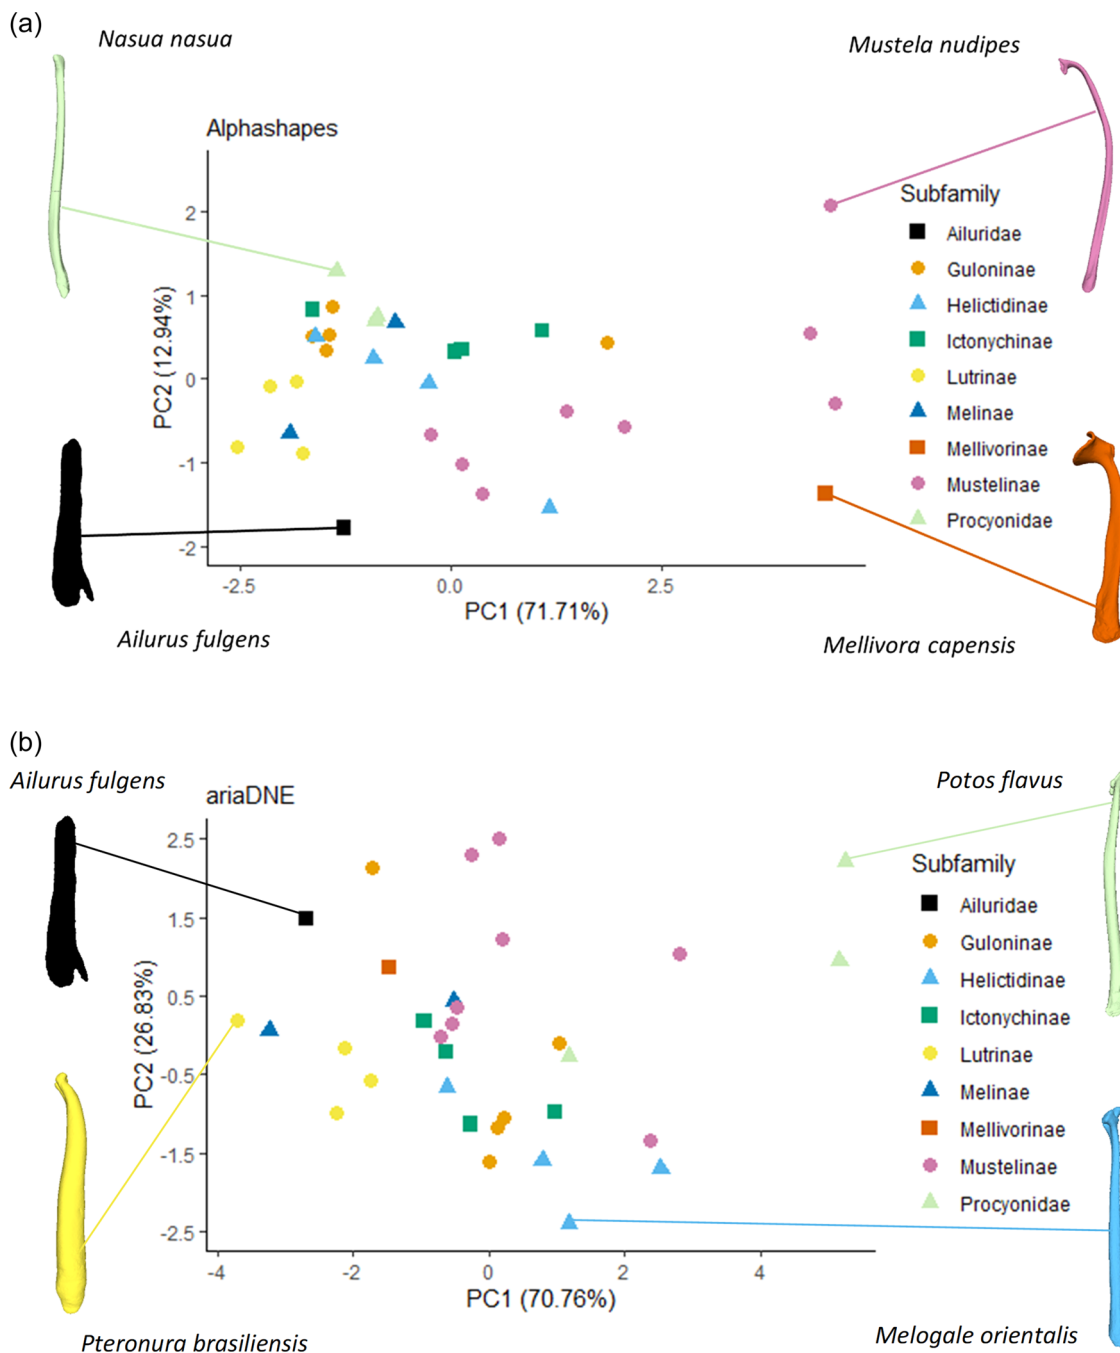 (a)
Nasua nasua
Mustela nudipes
Alphashapes
Subfamily
Ailuridae
Guloninae
Helictidinae
Ictonychinae
Lutrinae
Melinae
Mellivorinae
Mustelinae
Procyonidae
PC2 (12.94%)
2
1
0
-1
-2
-2.5
0.0
2.5
PC1 (71.71%)
Ailurus fulgens
Mellivora capensis
(b)
Ailurus fulgens
Potos flavus
ariaDNE
Subfamily
Ailuridae
Guloninae
Helictidinae
Ictonychinae
Lutrinae
Melinae
Mellivorinae
Mustelinae
Procyonidae
PC2 (26.83%)
2.5
1.5
0.5
-0.5
-1.5
-2.5
-4
-2
0
2
4
PC1 (70.76%)
Pteronura brasiliensis
Melogale orientalis